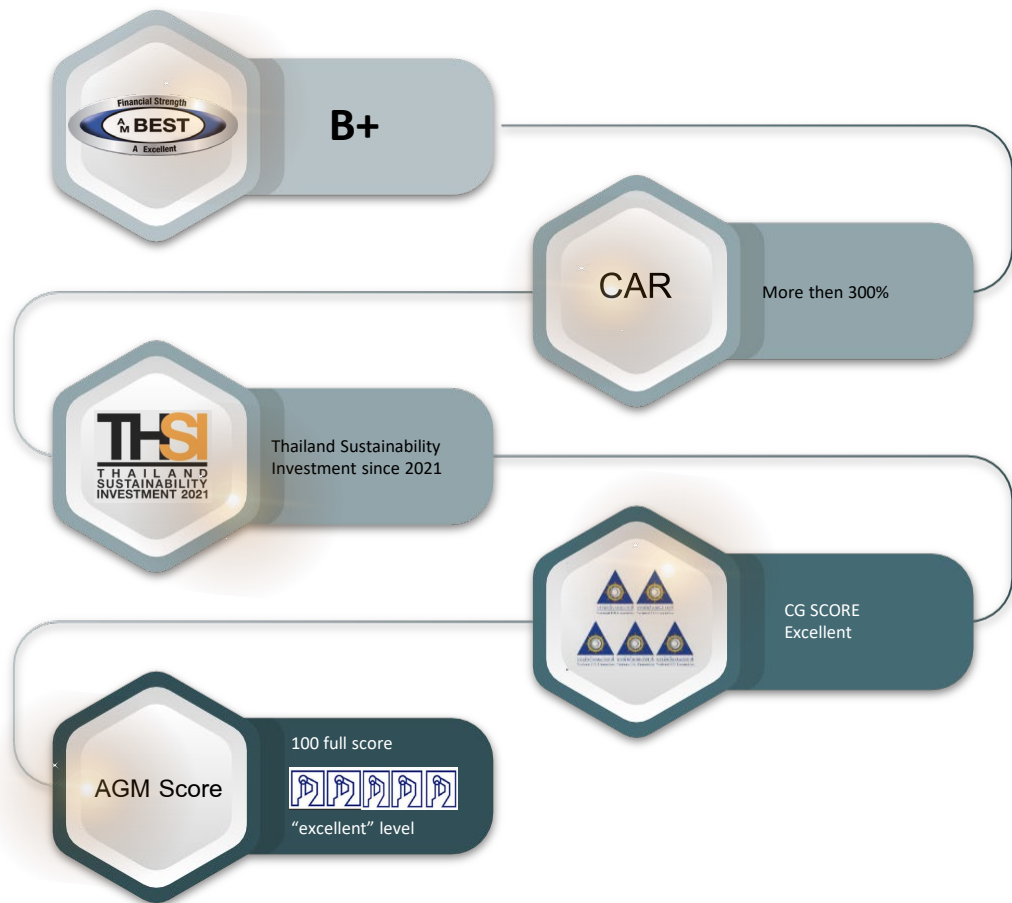 Financial Strength
AM BEST
A Excellent
B+
CAR
More then 300%
THSI
THAILAND
SUSTAINABILITY
INVESTMENT 2021
Thailand Sustainability
Investment since 2021
CG SCORE
Excellent
AGM Score
100 full score
“excellent” level